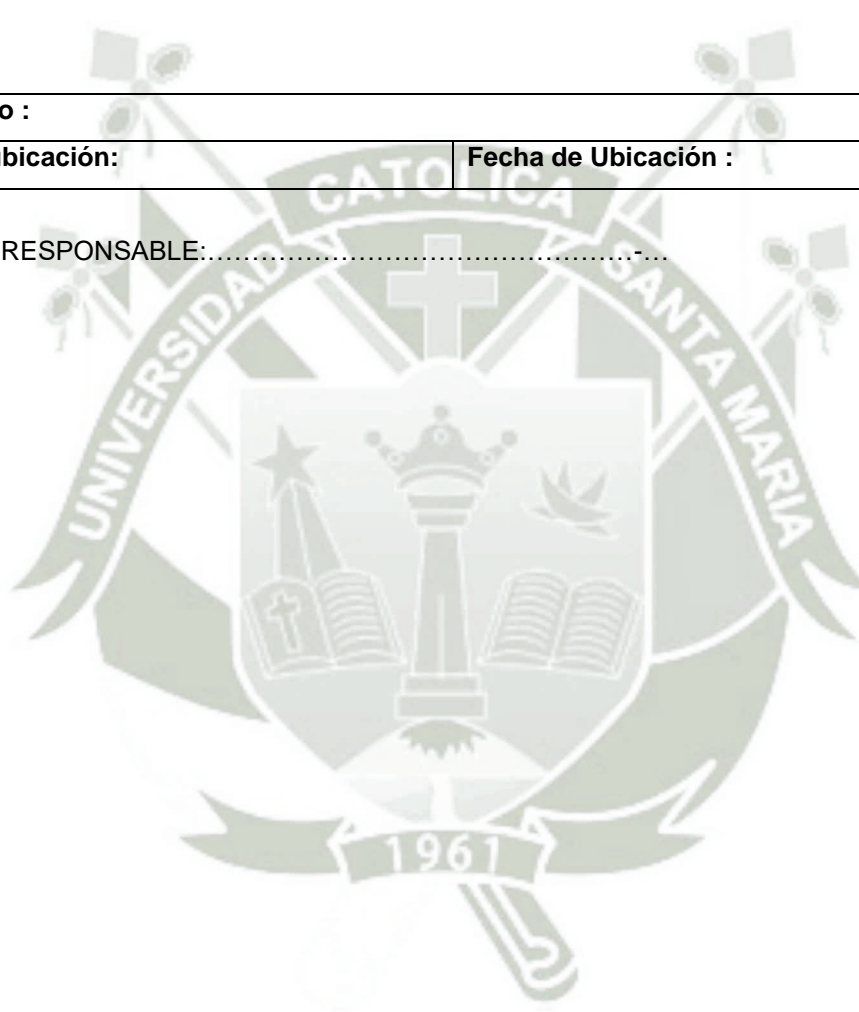 o :
bicación: Fecha de Ubicación :
RESPONSABLE:……………………………………….-…
CATOLICA
UNIVERSIDAD SANTA MARIA
1961